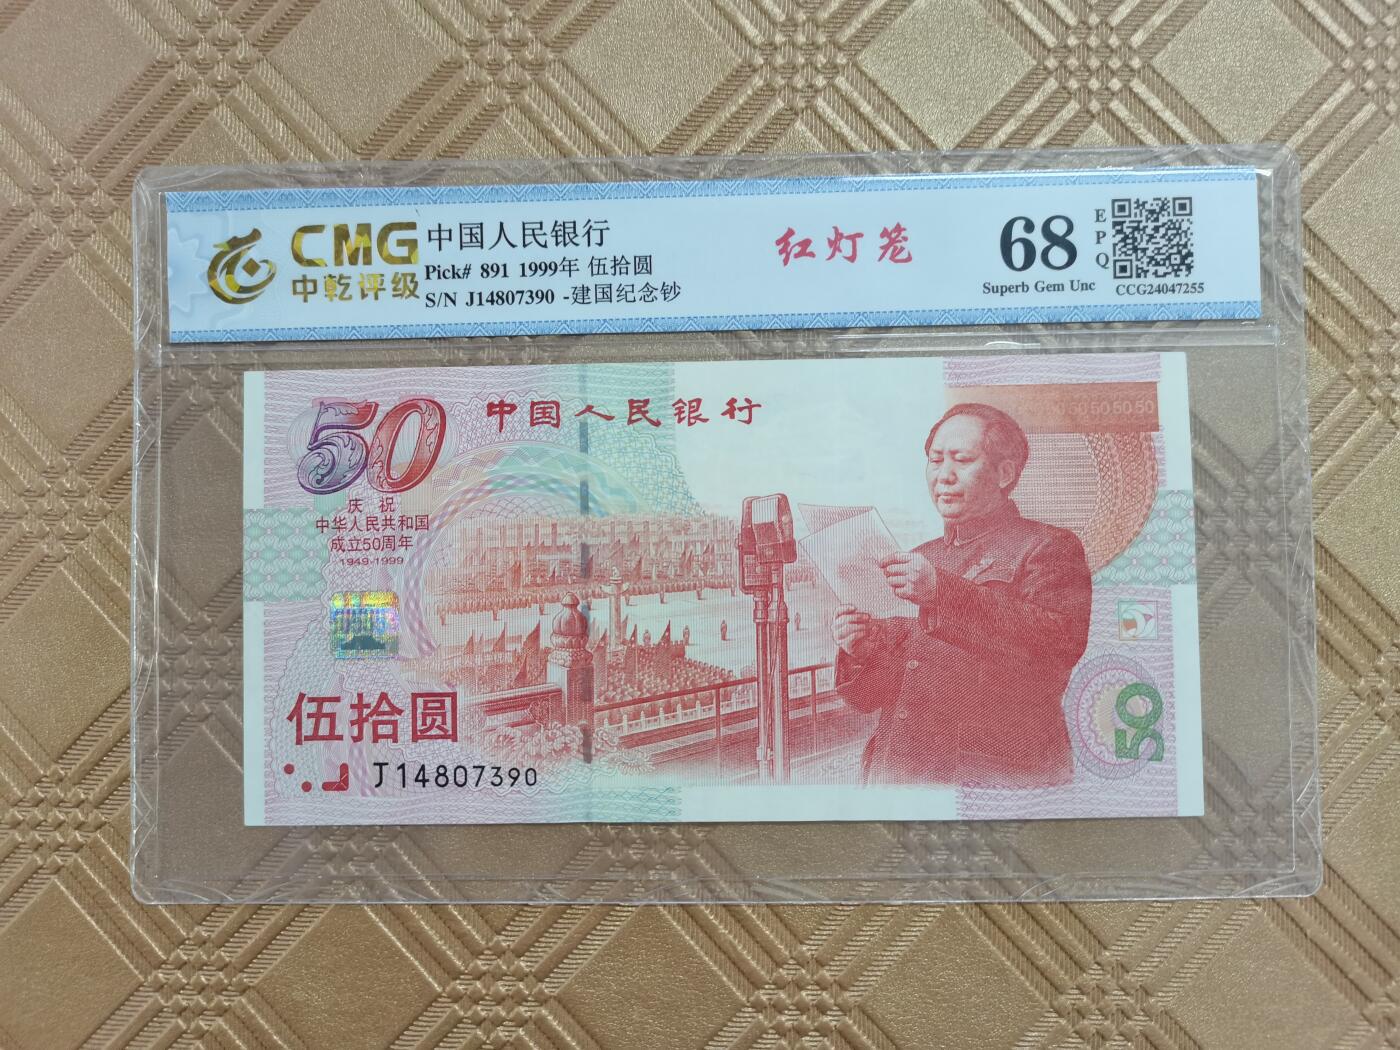 CMG
中乾评级
中国人民银行
Pick# 891 1999年 伍拾圆
S/N J14807390 -建国纪念钞
红灯笼
68
EPQ
Superb Gem Unc
CCG24047255
50
中国人民银行
庆祝
中华人民共和国
成立50周年
1949-1999
伍拾圆
J14807390
505050
50